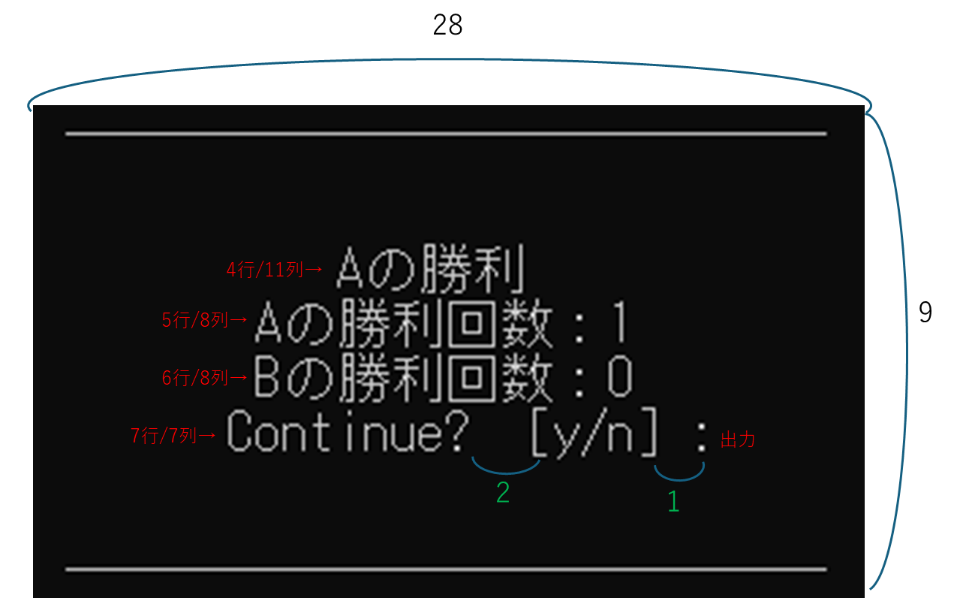 28
4行/11列→ Aの勝利
5行/8列→ Aの勝利回数：1
9
6行/8列→ Bの勝利回数：0
7行/7列→ Continue?  [y/n] : 出力
2
1